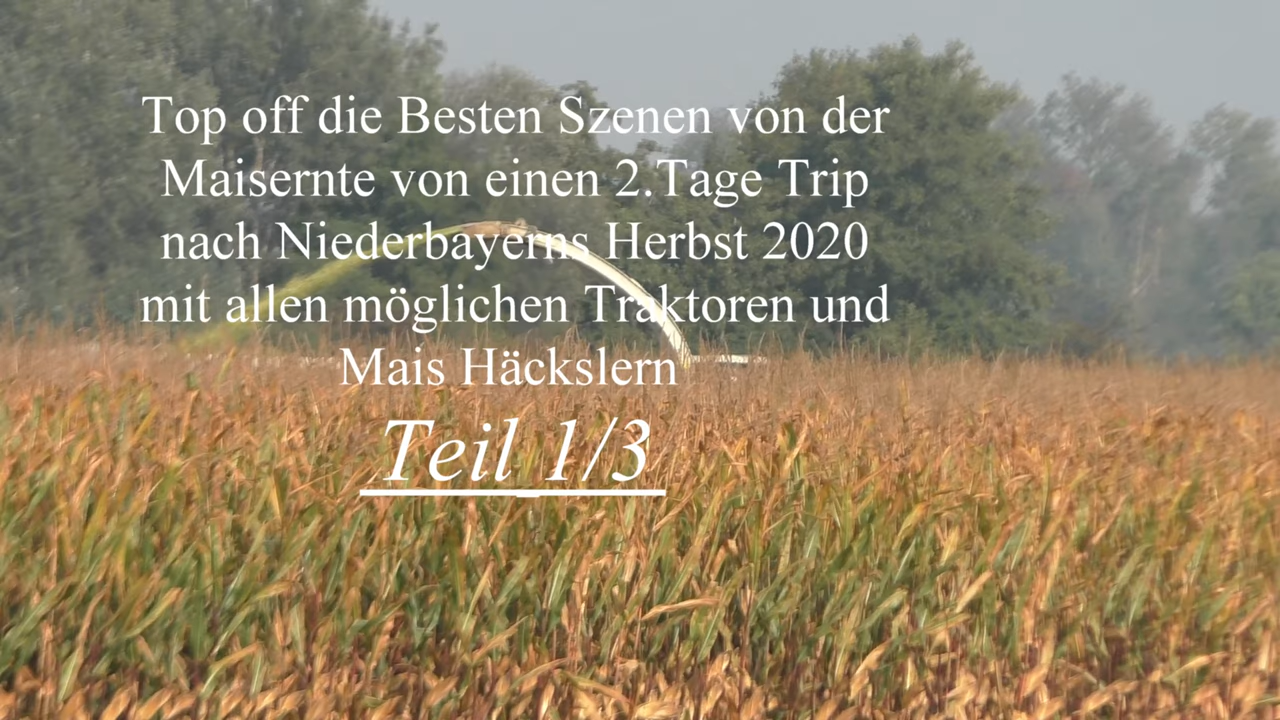 Top off die Besten Szenen von der
Maisernte von einen 2.Tage Trip
nach Niederbayerns Herbst 2020
mit allen möglichen Traktoren und
Mais Häckslern
Teil 1/3